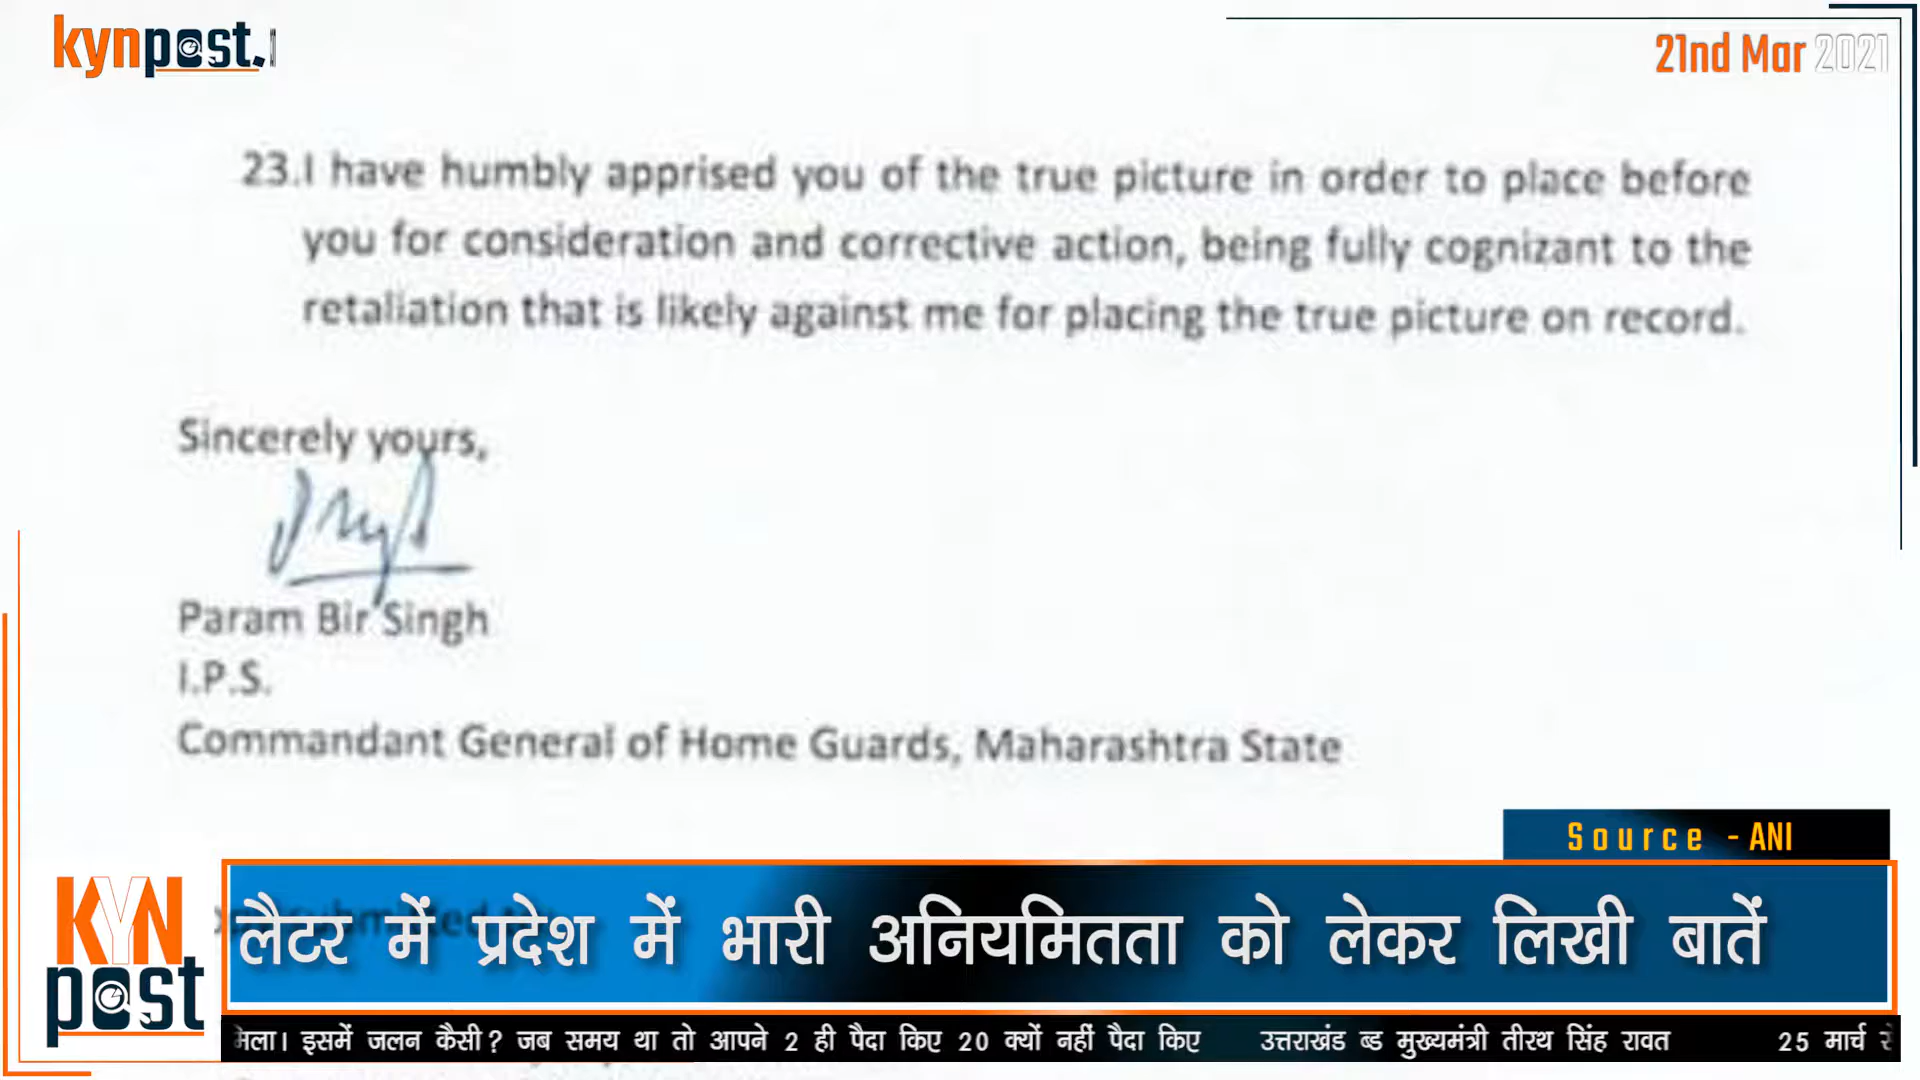 kynpost.
21nd Mar 2021
23.I have humbly apprised you of the true picture in order to place before
you for consideration and corrective action, being fully cognizant to the
retaliation that is likely against me for placing the true picture on record.
Sincerely yours,
Param Bir Singh
I.P.S.
Commandant General of Home Guards, Maharashtra State
Source - ANI
KYN
post
लैटर में प्रदेश में भारी अनियमितता को लेकर लिखी बातें
मिला। इसमें जलन कैसी? जब समय था तो आपने 2 ही पैदा किए 20 क्यों नहीं पैदा किए उत्तराखंड ब्ड मुख्यमंत्री तीरथ सिंह रावत 25 मार्च